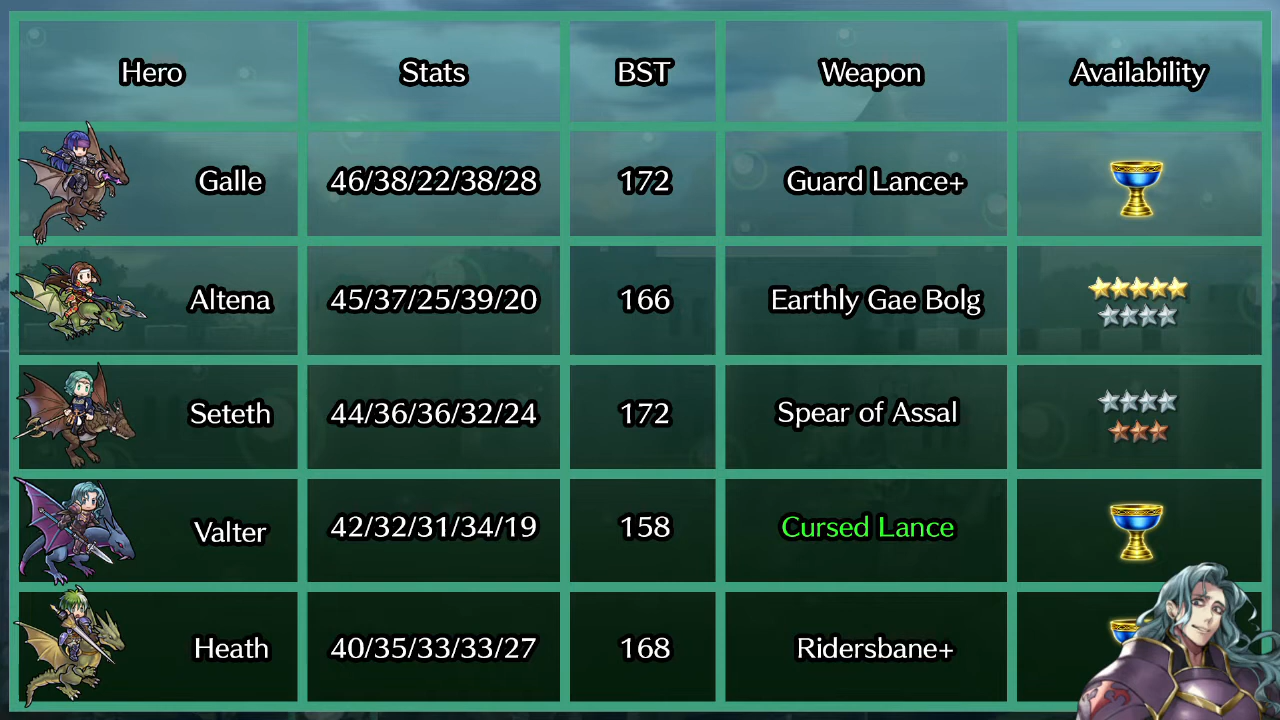 Hero Stats BST Weapon Availability
Galle 46/38/22/38/28 172 Guard Lance+
Altena 45/37/25/39/20 166 Earthly Gae Bolg
Seteth 44/36/36/32/24 172 Spear of Assal
Valter 42/32/31/34/19 158 Cursed Lance
Heath 40/35/33/33/27 168 Ridersbane+